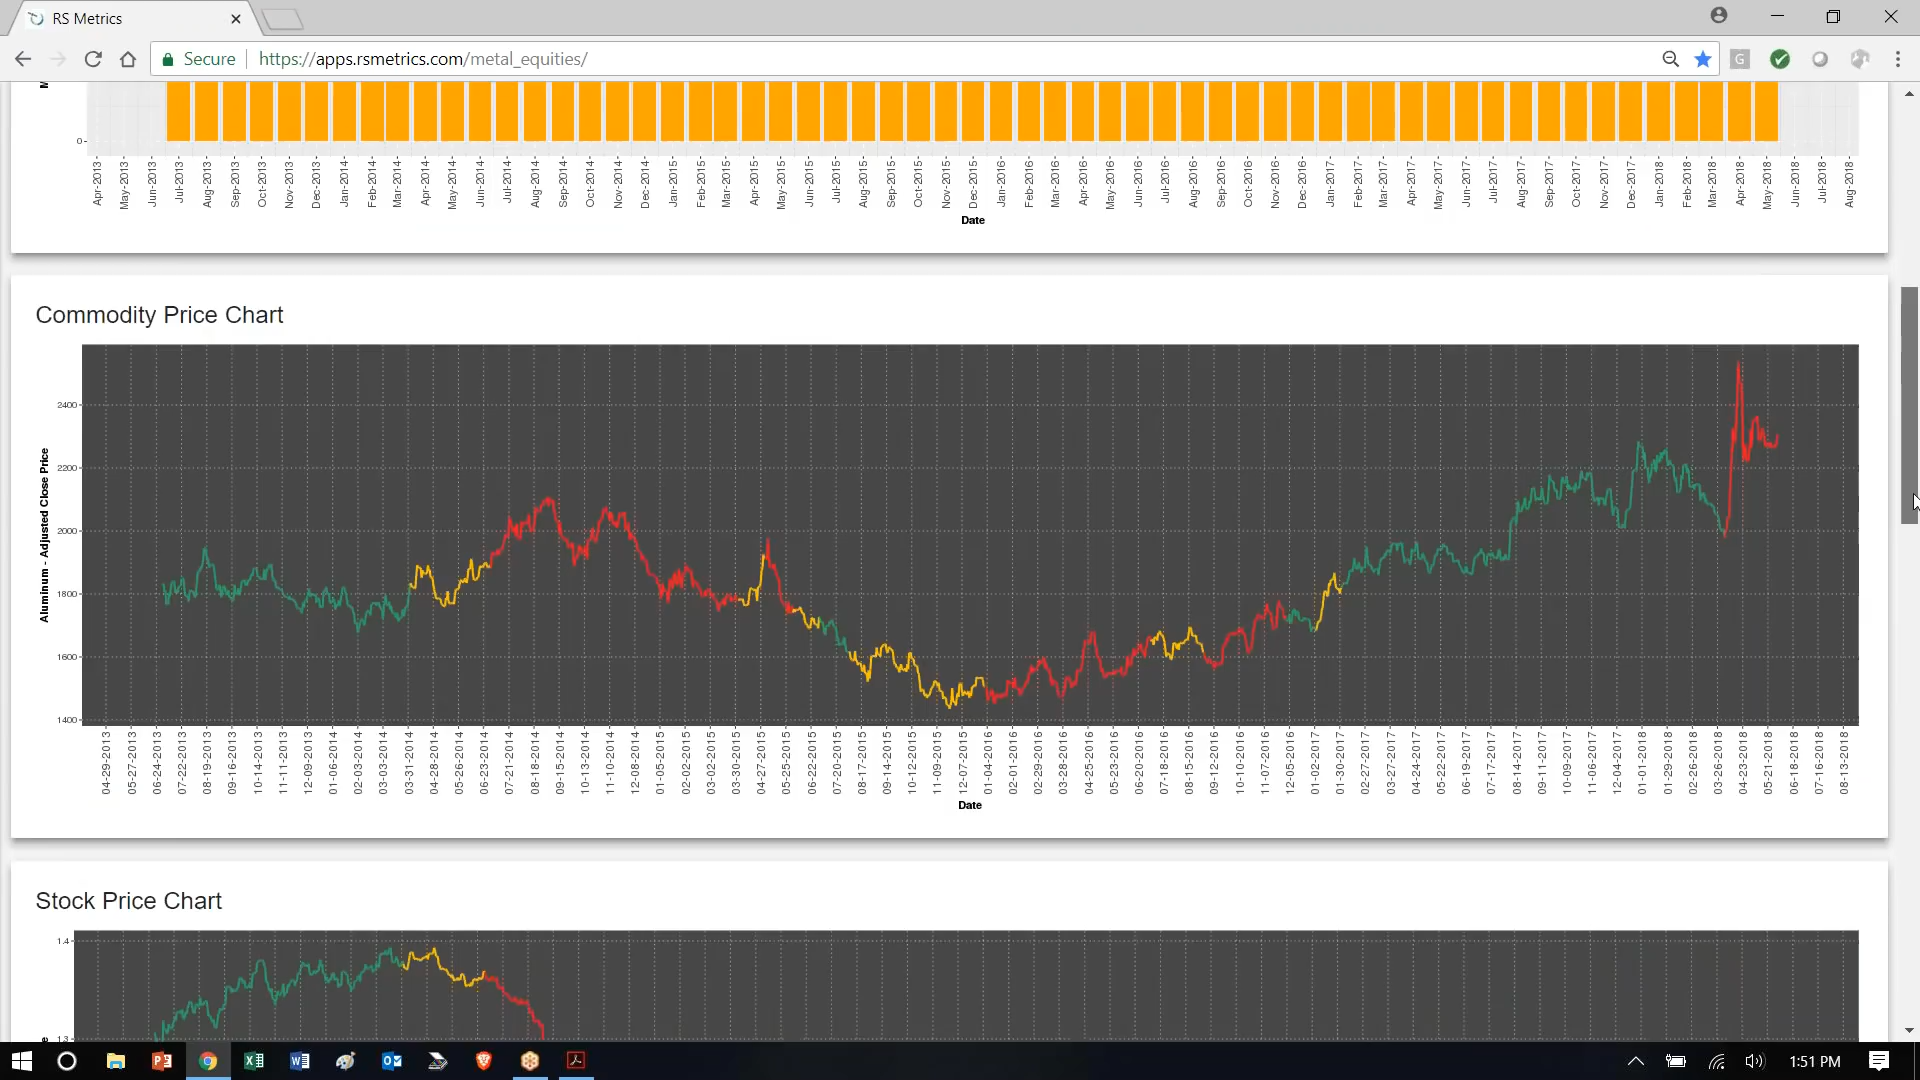 RS Metrics
Secure https://apps.rsmetrics.com/metal_equities/
0
Apr-2013 May-2013 Jun-2013 Jul-2013 Aug-2013 Sep-2013 Oct-2013 Nov-2013 Dec-2013 Jan-2014 Feb-2014 Mar-2014 Apr-2014 May-2014 Jun-2014 Jul-2014 Aug-2014 Sep-2014 Oct-2014 Nov-2014 Dec-2014 Jan-2015 Feb-2015 Mar-2015 Apr-2015 May-2015 Jun-2015 Jul-2015 Aug-2015 Sep-2015 Oct-2015 Nov-2015 Dec-2015 Jan-2016 Feb-2016 Mar-2016 Apr-2016 May-2016 Jun-2016 Jul-2016 Aug-2016 Sep-2016 Oct-2016 Nov-2016 Dec-2016 Jan-2017 Feb-2017 Mar-2017 Apr-2017 May-2017 Jun-2017 Jul-2017 Aug-2017 Sep-2017 Oct-2017 Nov-2017 Dec-2017 Jan-2018 Feb-2018 Mar-2018 Apr-2018 May-2018 Jun-2018 Jul-2018 Aug-2018
Date
Commodity Price Chart
Aluminum - Adjusted Close Price
2400
2200
2000
1800
1600
1400
04-29-2013 05-27-2013 06-24-2013 07-22-2013 08-19-2013 09-16-2013 10-14-2013 11-11-2013 12-09-2013 01-06-2014 02-03-2014 03-03-2014 03-31-2014 04-28-2014 05-26-2014 06-23-2014 07-21-2014 08-18-2014 09-15-2014 10-13-2014 11-10-2014 12-08-2014 01-05-2015 02-02-2015 03-02-2015 03-30-2015 04-27-2015 05-25-2015 06-22-2015 07-20-2015 08-17-2015 09-14-2015 10-12-2015 11-09-2015 12-07-2015 01-04-2016 02-01-2016 02-29-2016 03-28-2016 04-25-2016 05-23-2016 06-20-2016 07-18-2016 08-15-2016 09-12-2016 10-10-2016 11-07-2016 12-05-2016 01-02-2017 01-30-2017 02-27-2017 03-27-2017 04-24-2017 05-22-2017 06-19-2017 07-17-2017 08-14-2017 09-11-2017 10-09-2017 11-06-2017 12-04-2017 01-01-2018 01-29-2018 02-26-2018 03-26-2018 04-23-2018 05-21-2018 06-18-2018 07-16-2018 08-13-2018
Date
Stock Price Chart
1.4
1.3
1:51 PM